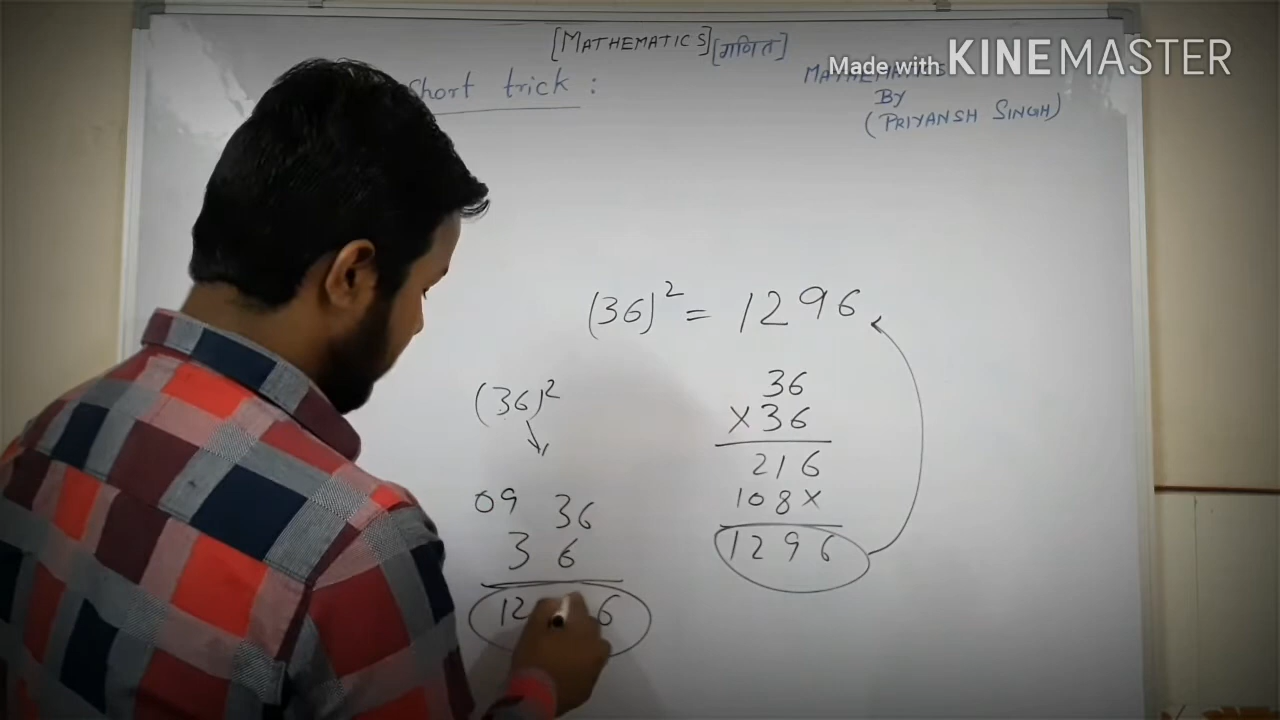 [MATHEMATICS] [गणित]
Made with KINEMASTER
Short trick :
MATHEMATICS
BY
(PRIYANSH SINGH)
(36)² = 1296
(36)²
09 36
3 6
12 6
36
×36
216
108×
1296